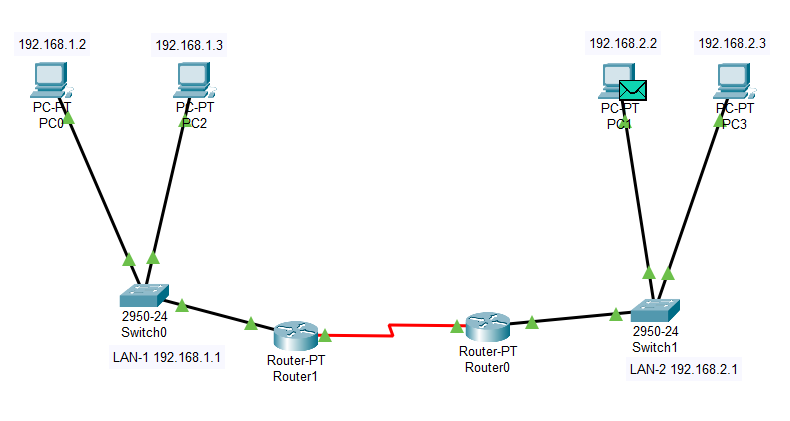 192.168.1.2
192.168.1.3
192.168.2.2
192.168.2.3
PC-PT
PC0
PC-PT
PC2
PC-PT
PC1
PC-PT
PC3
2950-24
Switch0
LAN-1 192.168.1.1
Router-PT
Router1
Router-PT
Router0
2950-24
Switch1
LAN-2 192.168.2.1